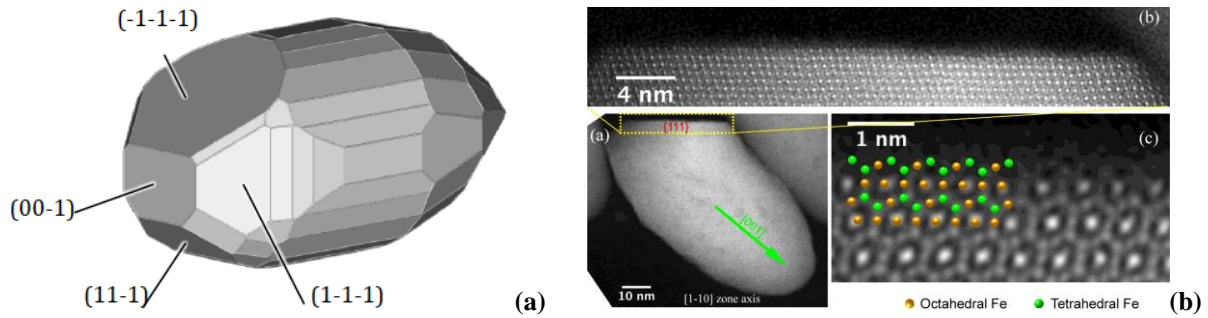 (-1-1-1)
(00-1)
(11-1)
(1-1-1)
(a)
(b)
4 nm
(a)
{111}
[001]
10 nm
[1-10] zone axis
1 nm
(c)
Octahedral Fe
Tetrahedral Fe
(b)